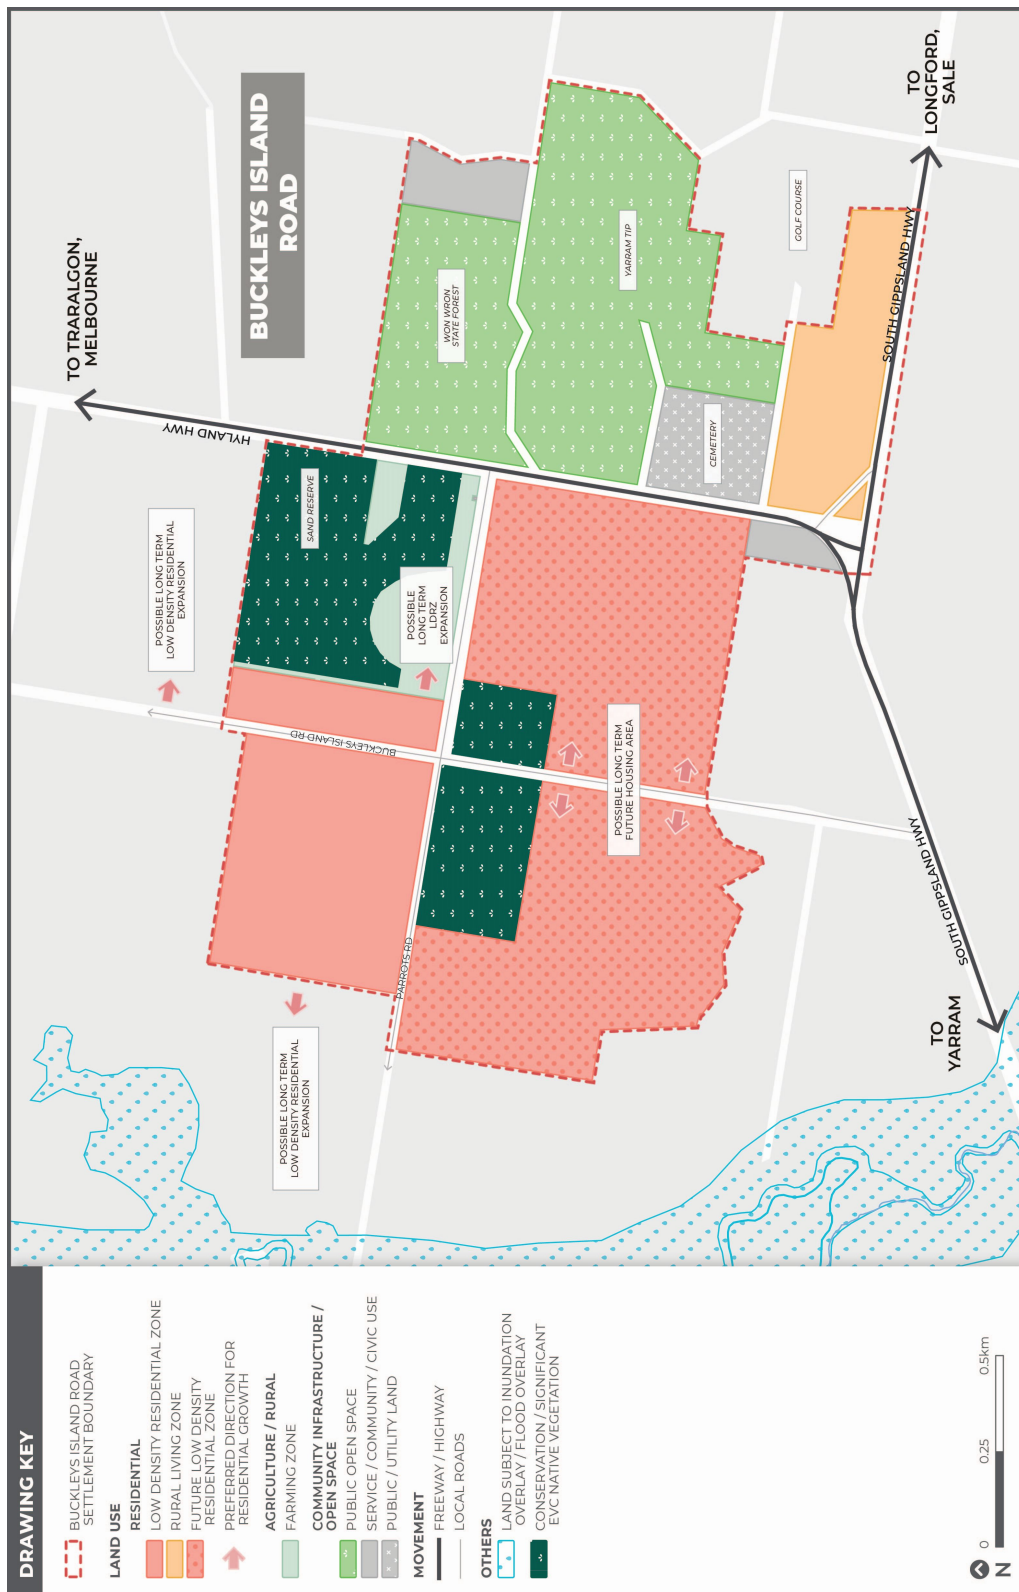 DRAWING KEY
BUCKLEYS ISLAND ROAD
SETTLEMENT BOUNDARY
LAND USE
RESIDENTIAL
LOW DENSITY RESIDENTIAL ZONE
RURAL LIVING ZONE
FUTURE LOW DENSITY
RESIDENTIAL ZONE
PREFERRED DIRECTION FOR
RESIDENTIAL GROWTH
AGRICULTURE / RURAL
FARMING ZONE
COMMUNITY INFRASTRUCTURE /
OPEN SPACE
PUBLIC OPEN SPACE
SERVICE / COMMUNITY / CIVIC USE
PUBLIC / UTILITY LAND
MOVEMENT
FREEWAY / HIGHWAY
LOCAL ROADS
OTHERS
LAND SUBJECT TO INUNDATION
OVERLAY / FLOOD OVERLAY
CONSERVATION / SIGNIFICANT
EVC NATIVE VEGETATION
N
0
0.25
0.5km
BUCKLEYS ISLAND
ROAD
TO TRARALGON,
MELBOURNE
HYLAND HWY
POSSIBLE LONG TERM
LOW DENSITY RESIDENTIAL
EXPANSION
POSSIBLE LONG TERM
LOW DENSITY RESIDENTIAL
EXPANSION
SAND RESERVE
POSSIBLE
LONG TERM
LDRZ
EXPANSION
BUCKLEYS ISLAND RD
PARROTS RD
WON WRON
STATE FOREST
YARRAM TIP
CEMETERY
GOLF COURSE
POSSIBLE LONG TERM
FUTURE HOUSING AREA
SOUTH GIPPSLAND HWY
SOUTH GIPPSLAND HWY
TO
YARRAM
TO
LONGFORD,
SALE